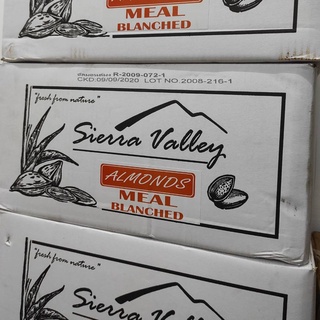 MEAL
BLANCHED
R-2009-072-1
CKD:09/09/2020 LOT NO.2008-216-1
"fresh from nature"
Sierra Valley
ALMONDS
MEAL
BLANCHED
"fresh from nature"
Sierra Valley